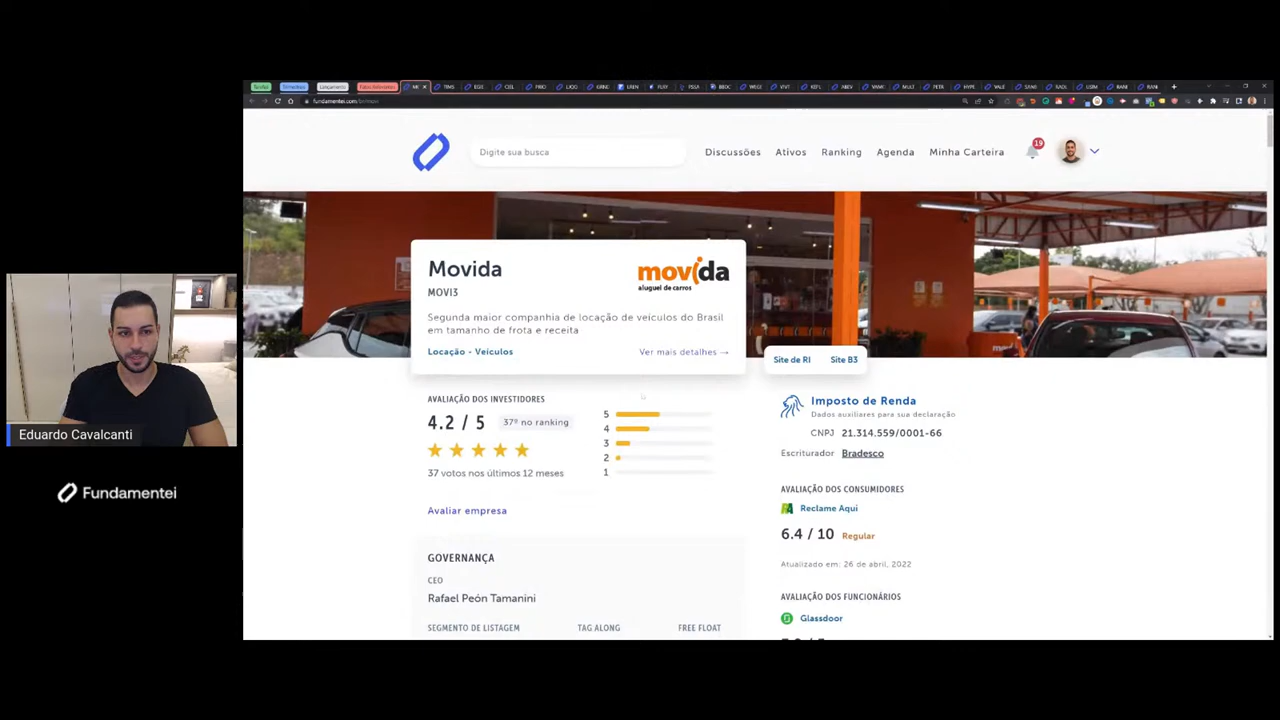 Lançamento
fundamentei.com/
Digite sua busca
Discussões
Ativos
Ranking
Agenda
Minha Carteira
19
Movida
movida
aluguel de carros
MOVI3
Segunda maior companhia de locação de veículos do Brasil
em tamanho de frota e receita
Locação - Veículos
Ver mais detalhes →
Site de RI
Site B3
AVALIAÇÃO DOS INVESTIDORES
4.2 / 5
37º no ranking
5
4
3
2
1
37 votos nos últimos 12 meses
Avaliar empresa
GOVERNANÇA
CEO
Rafael Peón Tamanini
SEGMENTO DE LISTAGEM
TAG ALONG
FREE FLOAT
Imposto de Renda
Dados auxiliares para sua declaração
CNPJ 21.314.559/0001-66
Escriturador Bradesco
AVALIAÇÃO DOS CONSUMIDORES
RA Reclame Aqui
6.4 / 10 Regular
Atualizado em: 26 de abril, 2022
AVALIAÇÃO DOS FUNCIONÁRIOS
Glassdoor
Eduardo Cavalcanti
Fundamentei